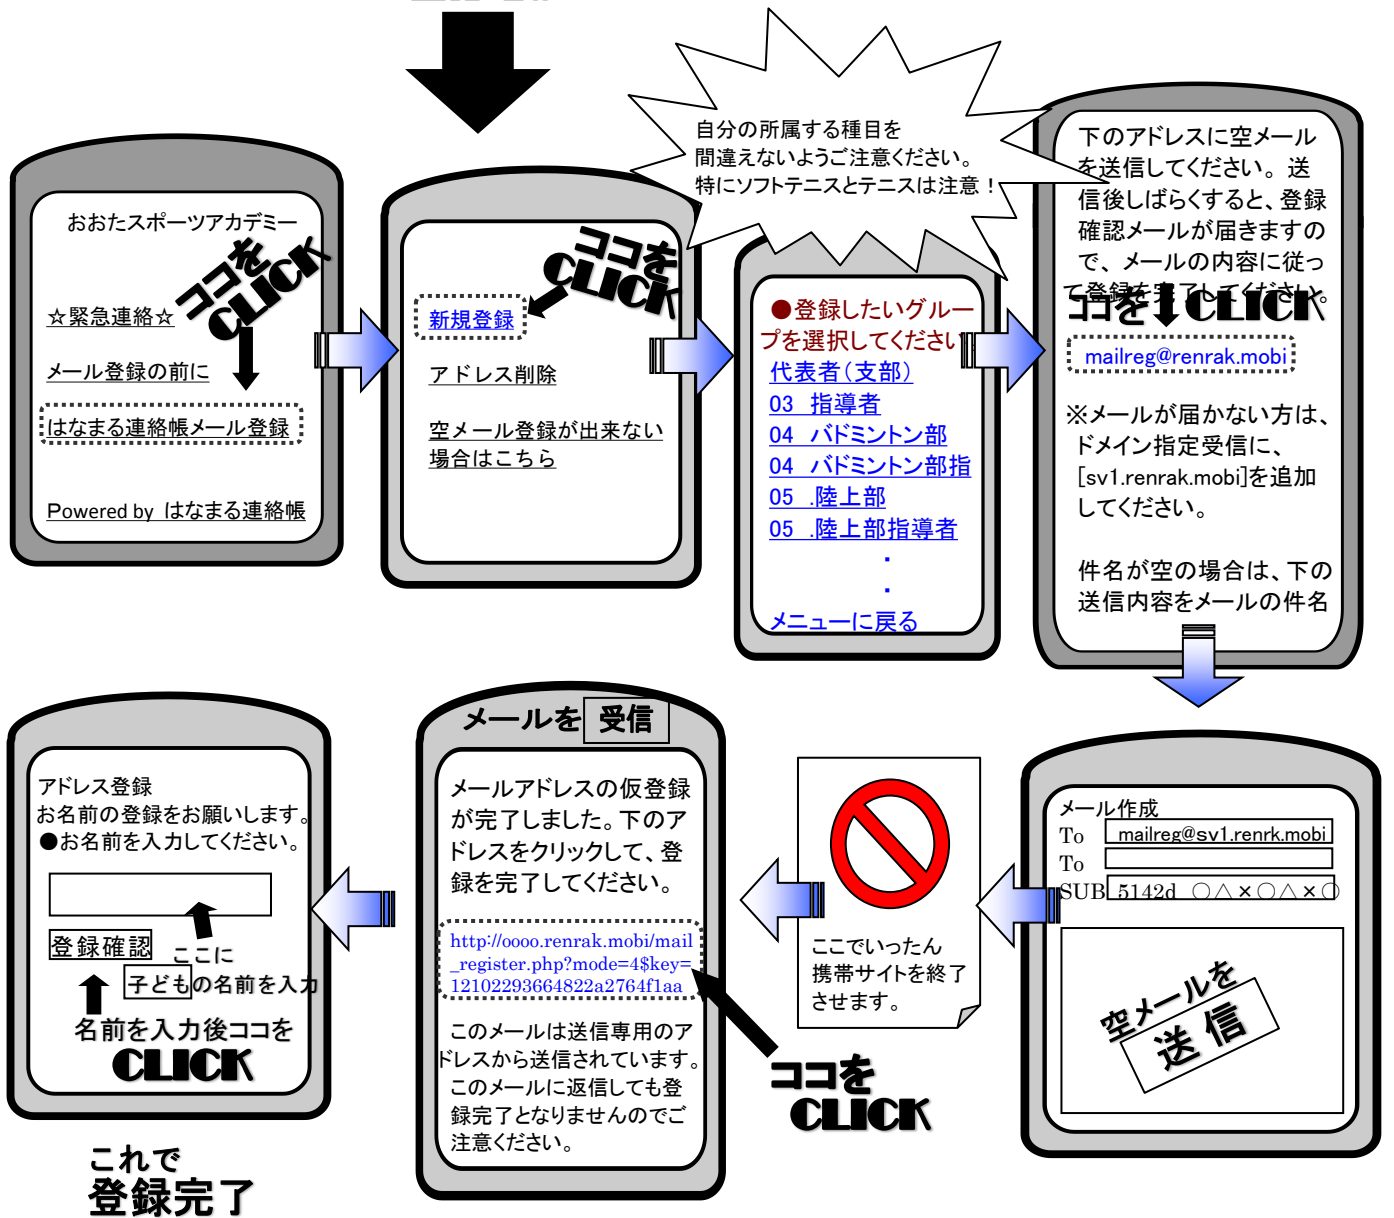 おおたスポーツアカデミー
ココを
CLICK
☆緊急連絡☆
メール登録の前に
はなまる連絡帳メール登録
Powered by はなまる連絡帳
ココを
CLICK
新規登録
アドレス削除
空メール登録が出来ない
場合はこちら
自分の所属する種目を
間違えないようご注意ください。
特にソフトテニスとテニスは注意！
●登録したいグルー
プを選択してください
代表者（支部）
03 指導者
04 バドミントン部
04 バドミントン部指
05 .陸上部
05 .陸上部指導者
・
・
メニューに戻る
下のアドレスに空メール
を送信してください。送
信後しばらくすると、登録
確認メールが届きますの
で、メールの内容に従っ
て登録を完了してください。
ココを CLICK
mailreg@renrak.mobi
※メールが届かない方は、
ドメイン指定受信に、
[sv1.renrak.mobi]を追加
してください。
件名が空の場合は、下の
送信内容をメールの件名
メール作成
To mailreg@sv1.renrk.mobi
To
SUB 5142d ○△×○△×○
空メールを
送信
ここでいったん
携帯サイトを終了
させます。
メールを 受信
メールアドレスの仮登録
が完了しました。下のア
ドレスをクリックして、登
録を完了してください。
http://oooo.renrak.mobi/mail
_register.php?mode=4$key=
12102293664822a2764f1aa
このメールは送信専用のア
ドレスから送信されています。
このメールに返信しても登
録完了となりませんのでご
注意ください。
ココを
CLICK
アドレス登録
お名前の登録をお願いします。
●お名前を入力してください。
登録確認
ここに
子どもの名前を入力
名前を入力後ココを
CLICK
これで
登録完了